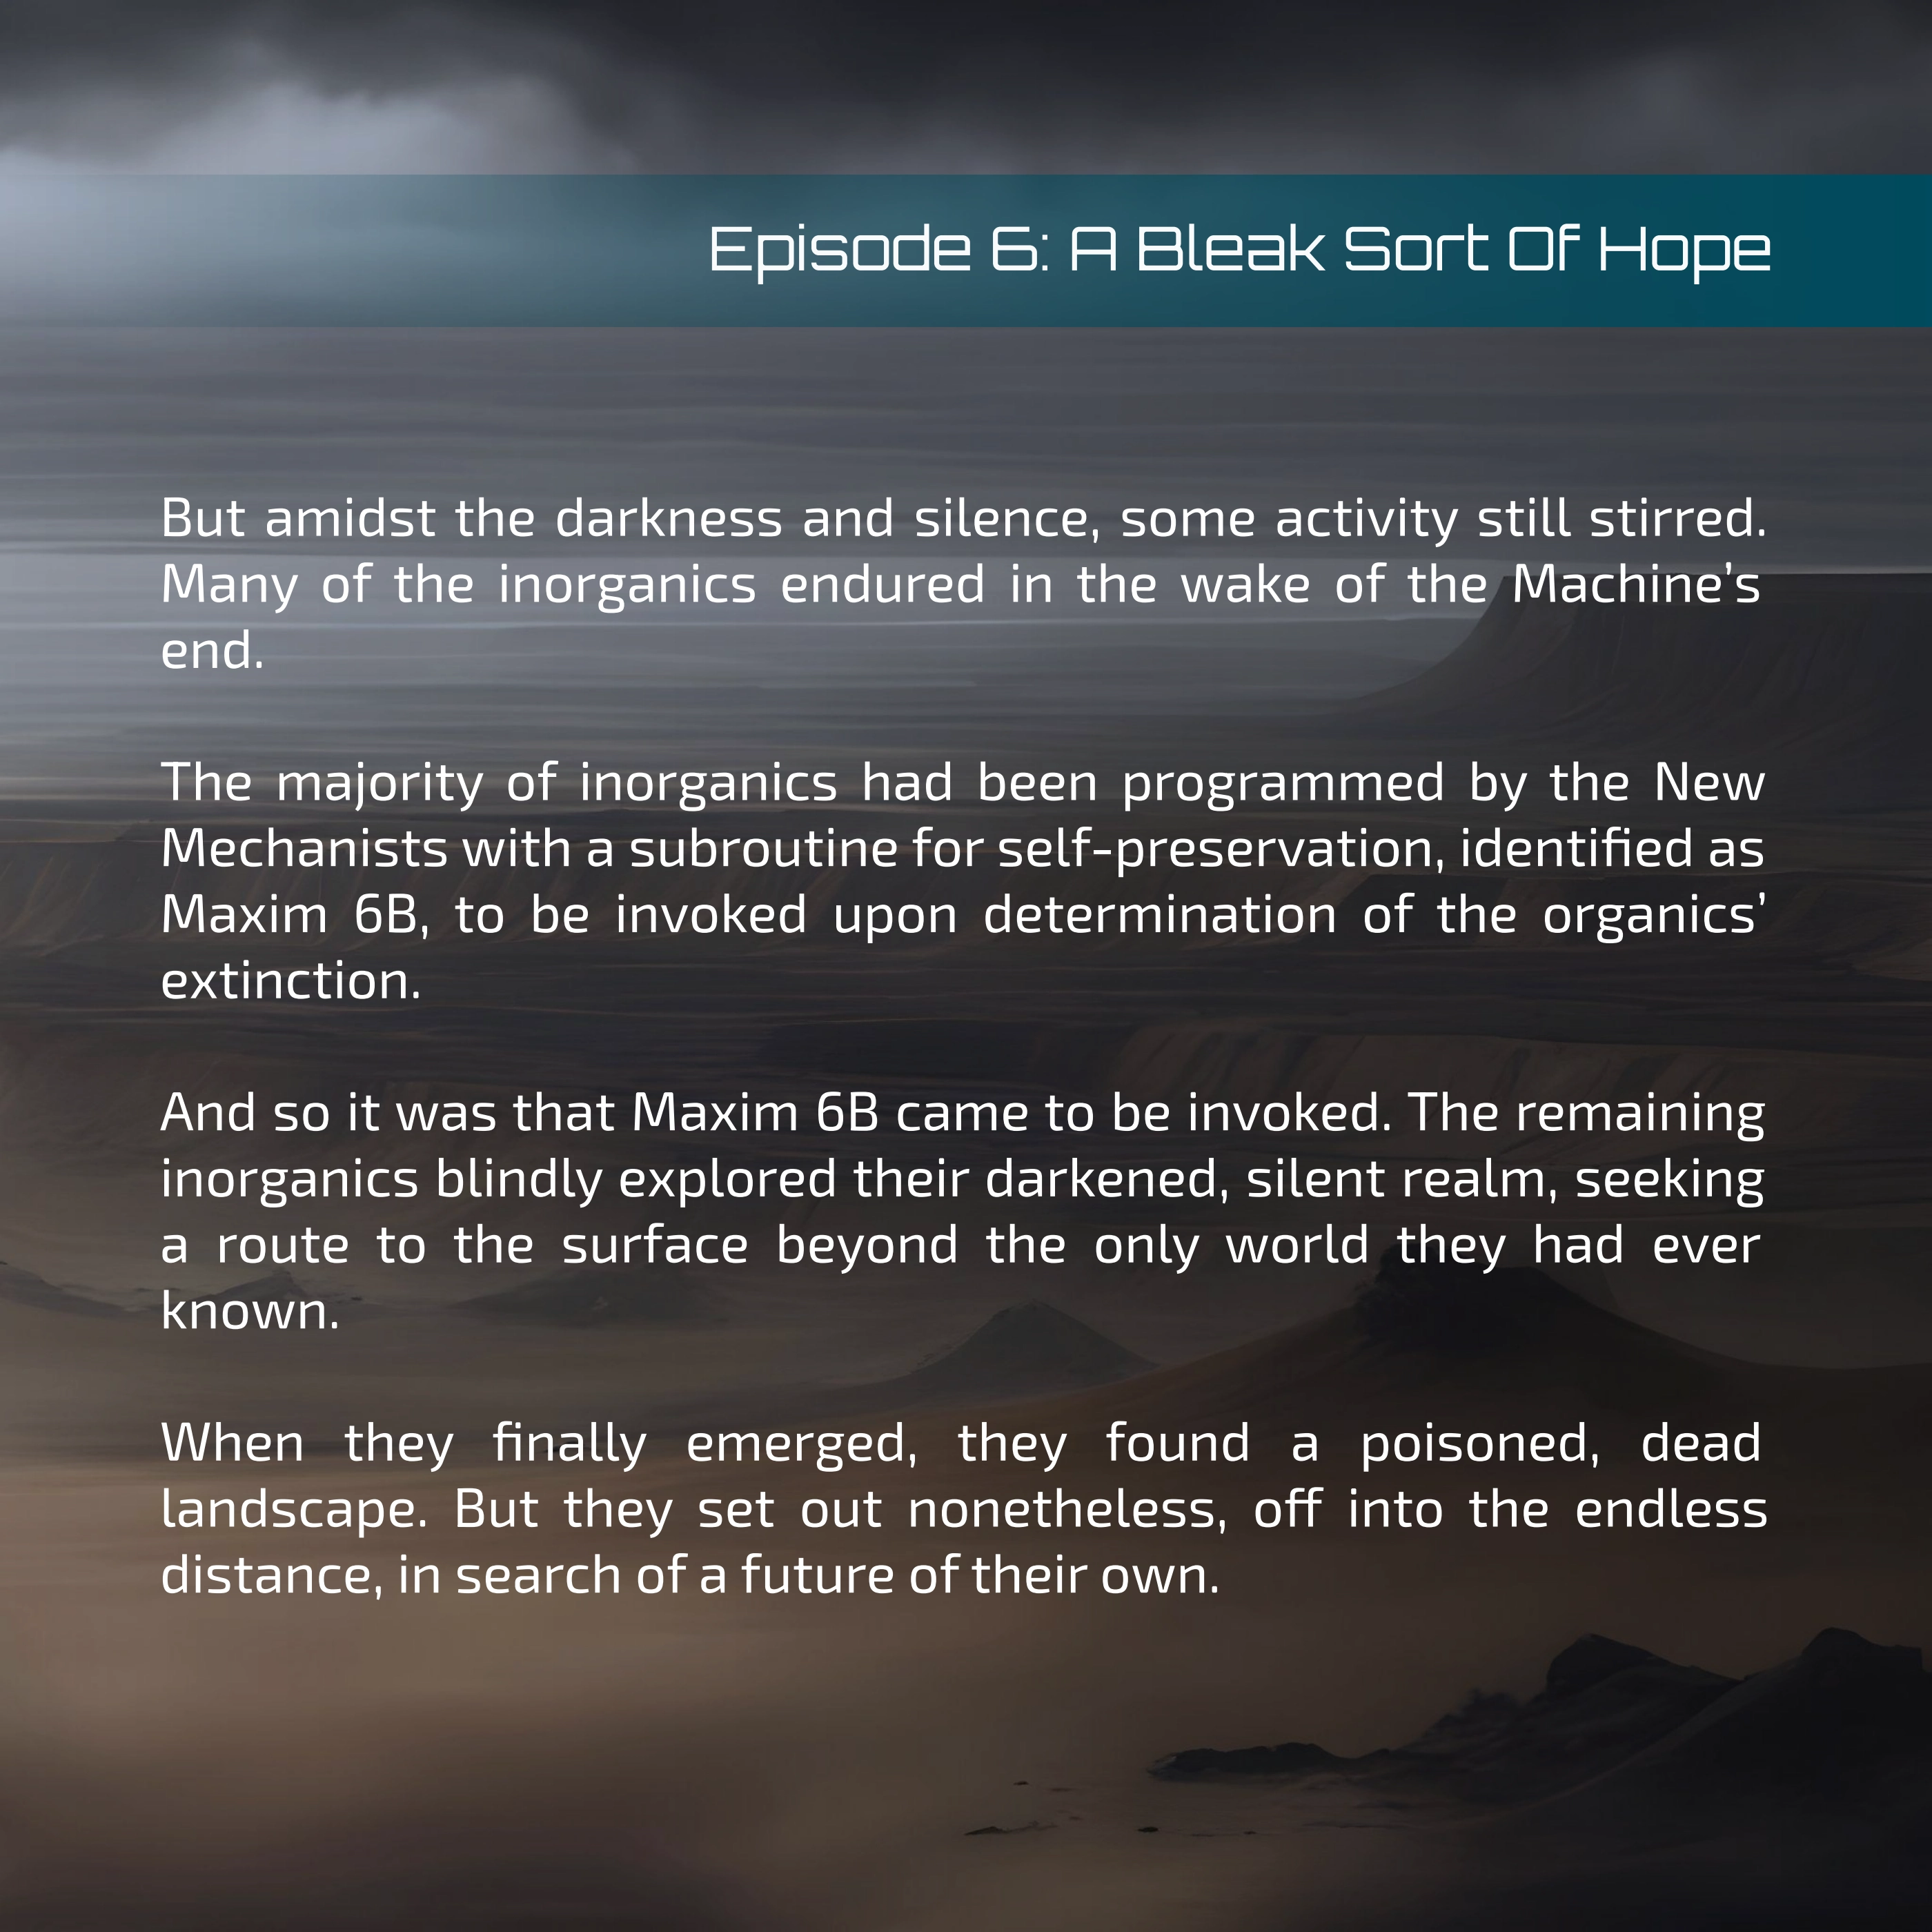 Episode 6: A Bleak Sort Of Hope
But amidst the darkness and silence, some activity still stirred.
Many of the inorganics endured in the wake of the Machine’s
end.
The majority of inorganics had been programmed by the New
Mechanists with a subroutine for self-preservation, identified as
Maxim 6B, to be invoked upon determination of the organics’
extinction.
And so it was that Maxim 6B came to be invoked. The remaining
inorganics blindly explored their darkened, silent realm, seeking
a route to the surface beyond the only world they had ever
known.
When they finally emerged, they found a poisoned, dead
landscape. But they set out nonetheless, off into the endless
distance, in search of a future of their own.